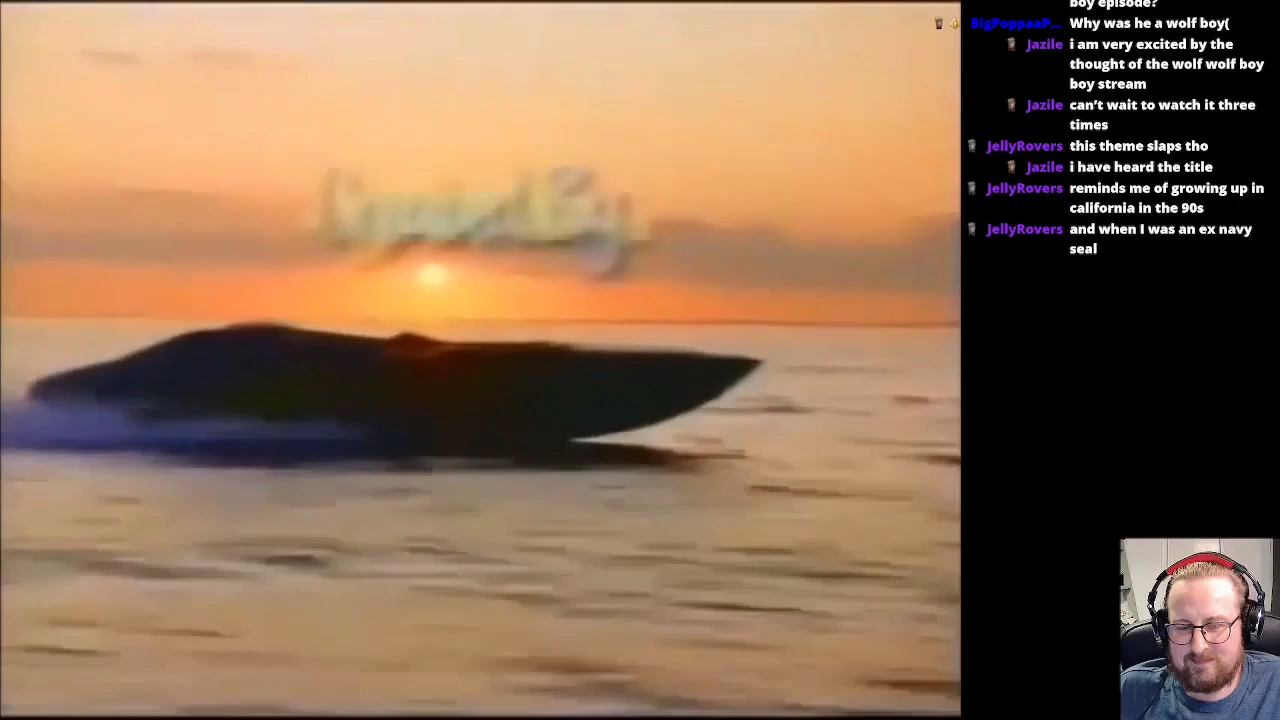 boy episode?
BigPoppaaP... Why was he a wolf boy(
Jazile i am very excited by the
thought of the wolf wolf boy
boy stream
Jazile can't wait to watch it three
times
JellyRovers this theme slaps tho
Jazile i have heard the title
JellyRovers reminds me of growing up in
california in the 90s
JellyRovers and when I was an ex navy
seal